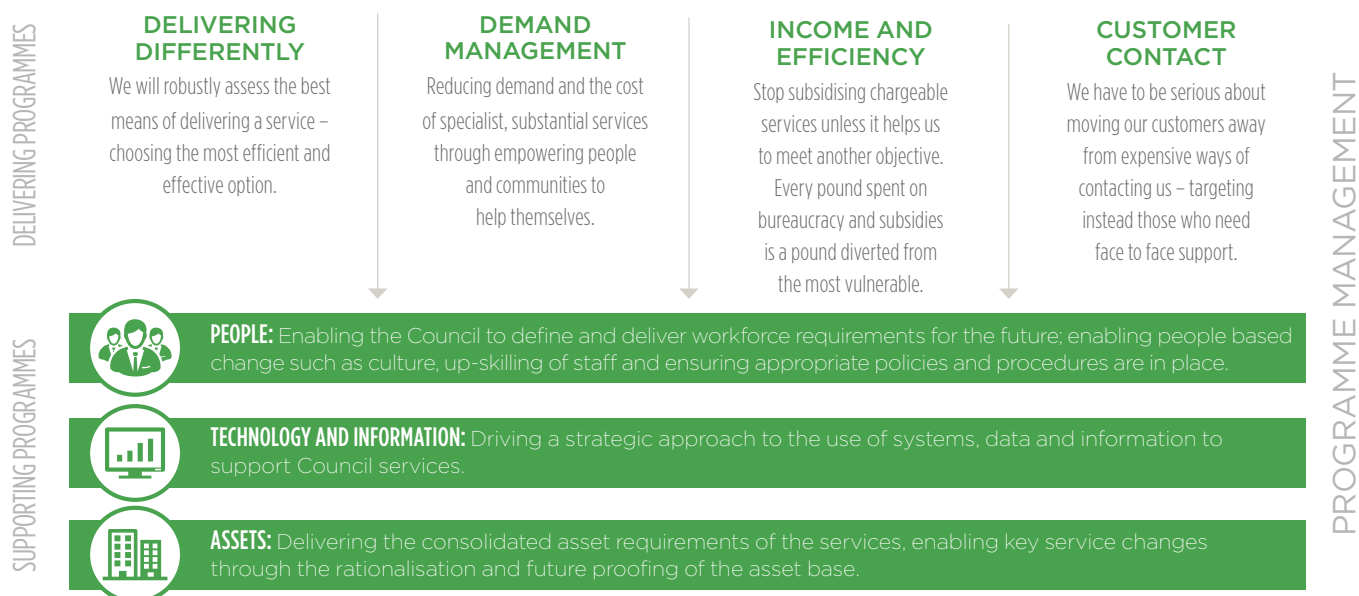 DELIVERING PROGRAMMES
DELIVERING
DIFFERENTLY
We will robustly assess the best
means of delivering a service –
choosing the most efficient and
effective option.
DEMAND
MANAGEMENT
Reducing demand and the cost
of specialist, substantial services
through empowering people
and communities to
help themselves.
INCOME AND
EFFICIENCY
Stop subsidising chargeable
services unless it helps us
to meet another objective.
Every pound spent on
bureaucracy and subsidies
is a pound diverted from
the most vulnerable.
CUSTOMER
CONTACT
We have to be serious about
moving our customers away
from expensive ways of
contacting us – targeting
instead those who need
face to face support.
SUPPORTING PROGRAMMES
PEOPLE: Enabling the Council to define and deliver workforce requirements for the future; enabling people based
change such as culture, up-skilling of staff and ensuring appropriate policies and procedures are in place.
TECHNOLOGY AND INFORMATION: Driving a strategic approach to the use of systems, data and information to
support Council services.
ASSETS: Delivering the consolidated asset requirements of the services, enabling key service changes
through the rationalisation and future proofing of the asset base.
PROGRAMME MANAGEMENT